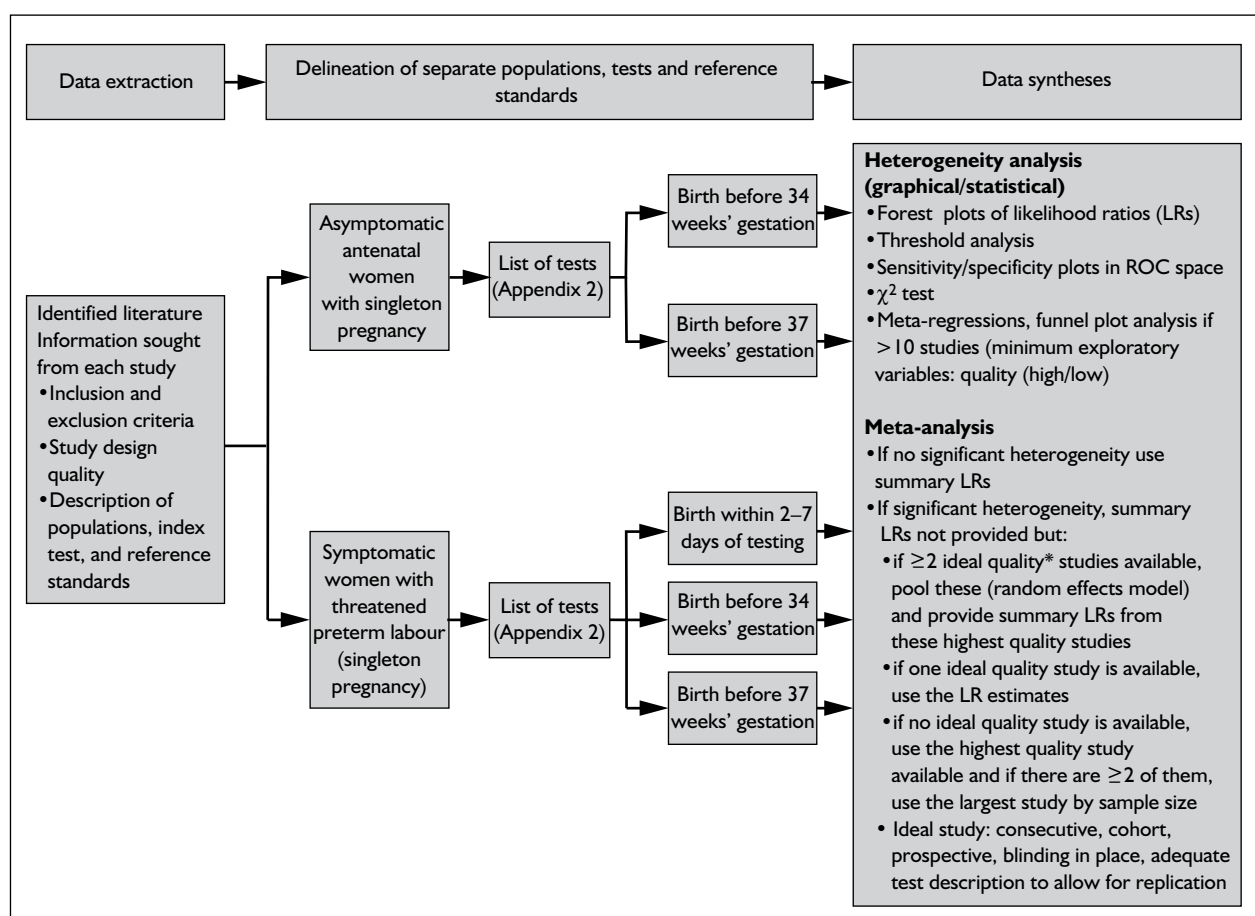 Data extraction
Delineation of separate populations, tests and reference
standards
Data syntheses
Identified literature
Information sought
from each study
•Inclusion and
exclusion criteria
•Study design
quality
•Description of
populations, index
test, and reference
standards
Asymptomatic
antenatal
women
with singleton
pregnancy
List of tests
(Appendix 2)
Birth before 34
weeks' gestation
Birth before 37
weeks' gestation
Symptomatic
women with
threatened
preterm labour
(singleton
pregnancy)
List of tests
(Appendix 2)
Birth within 2–7
days of testing
Birth before 34
weeks' gestation
Birth before 37
weeks' gestation
Heterogeneity analysis
(graphical/statistical)
•Forest plots of likelihood ratios (LRs)
•Threshold analysis
•Sensitivity/specificity plots in ROC space
•χ² test
•Meta-regressions, funnel plot analysis if
>10 studies (minimum exploratory
variables: quality (high/low)
Meta-analysis
•If no significant heterogeneity use
summary LRs
•If significant heterogeneity, summary
LRs not provided but:
•if ≥2 ideal quality* studies available,
pool these (random effects model)
and provide summary LRs from
these highest quality studies
•if one ideal quality study is available,
use the LR estimates
•if no ideal quality study is available,
use the highest quality study
available and if there are ≥2 of them,
use the largest study by sample size
• Ideal study: consecutive, cohort,
prospective, blinding in place, adequate
test description to allow for replication